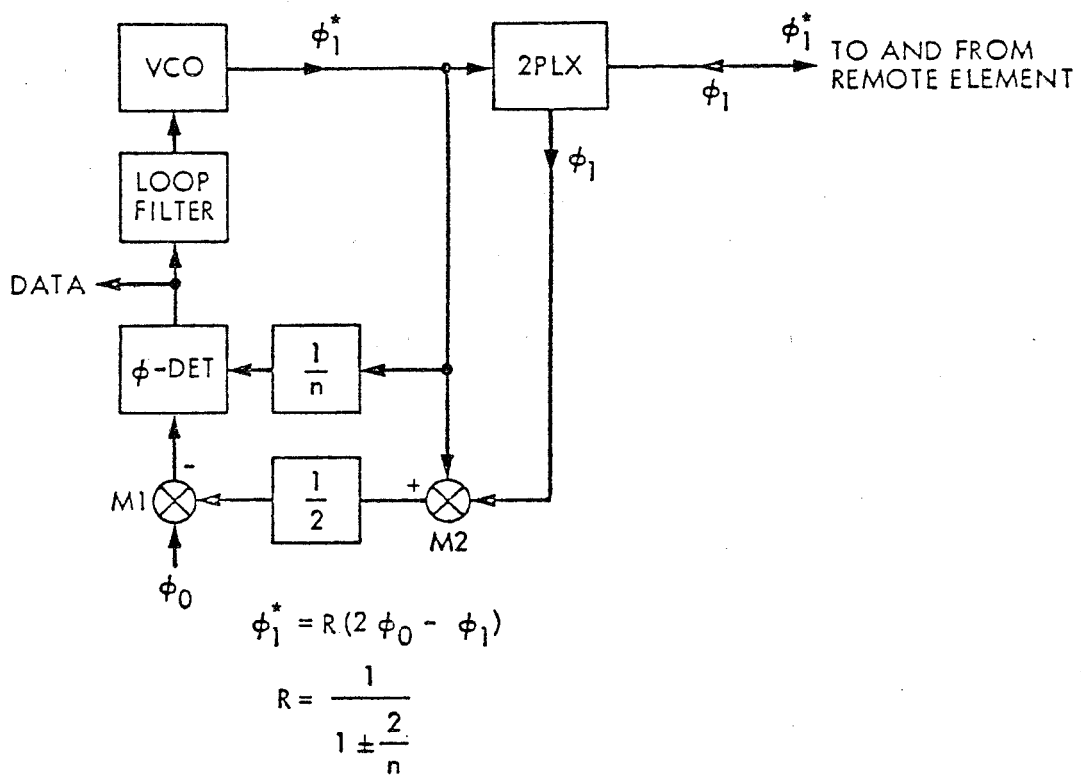 VCO
ϕ₁*
2PLX
ϕ₁*
ϕ₁
TO AND FROM
REMOTE ELEMENT
LOOP
FILTER
ϕ₁
DATA
ϕ-DET
1/n
M1
-
1/2
+
M2
ϕ₀
ϕ₁* = R(2 ϕ₀ - ϕ₁)
R = 1/(1 ± 2/n)